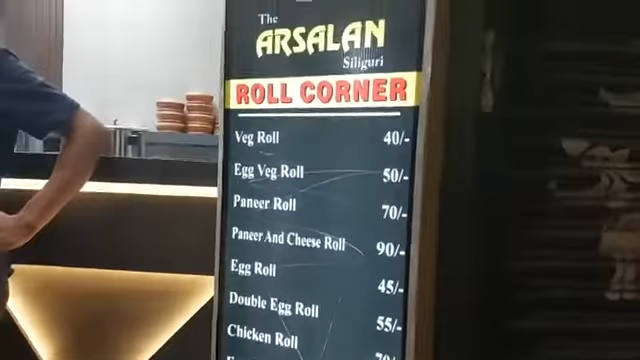 The
ARSALAN
Siliguri
ROLL CORNER
Veg Roll 40/-
Egg Veg Roll 50/-
Paneer Roll 70/-
Paneer And Cheese Roll 90/-
Egg Roll 45/-
Double Egg Roll 55/-
Chicken Roll